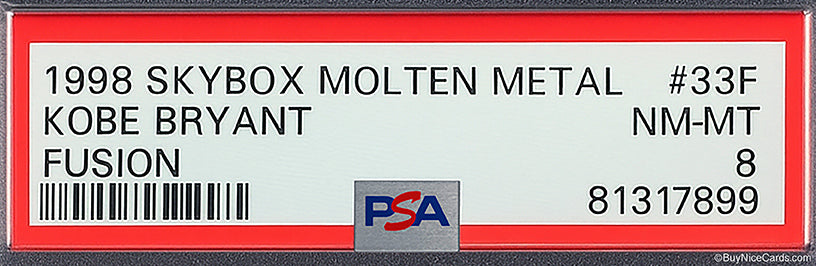 1998 SKYBOX MOLTEN METAL #33F
KOBE BRYANT NM-MT
FUSION 8
81317899
PSA
©BuyNiceCards.com